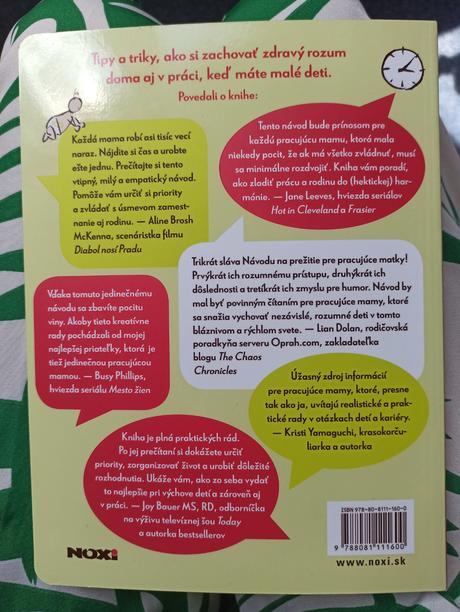 Tipy a triky, ako si zachovať zdravý rozum
doma aj v práci, keď máte malé deti.
Povedali o knihe:
Každá mama robí asi tisíc vecí
naraz. Nájdite si čas a urobte
ešte jednu. Prečítajte si tento
vtipný, milý a empatický návod.
Pomôže vám určiť si priority
a zvládať s úsmevom zamest-
nanie aj rodinu. — Aline Brosh
McKenna, scenáristka filmu
Diabol nosí Pradu
Tento návod bude prínosom pre
každú pracujúcu mamu, ktorá mala
niekedy pocit, že ak má všetko zvládnuť, musí
sa minimálne rozdvojiť. Kniha vám poradí,
ako zladiť prácu a rodinu do (hektickej) har-
mónie. — Jane Leeves, hviezda seriálov
Hot in Cleveland a Frasier
Trikrát sláva Návodu na prežitie pre pracujúce matky!
Prvýkrát ich rozumnému prístupu, druhýkrát ich
dôslednosti a tretíkrát ich zmyslu pre humor. Návod by
mal byť povinným čítaním pre pracujúce mamy, ktoré
sa snažia vychovať nezávislé, rozumné deti v tomto
bláznivom a rýchlom svete. — Lian Dolan, rodičovská
poradkyňa serveru Oprah.com, zakladateľka
blogu The Chaos
Chronicles
Vďaka tomuto jedinečnému
návodu sa zbavíte pocitu
viny. Akoby tieto kreatívne
rady pochádzali od mojej
najlepšej priateľky, ktorá je
tiež jedinečnou pracujúcou
mamou. — Busy Phillips,
hviezda seriálu Mesto žien
Úžasný zdroj informácií
pre pracujúce mamy, ktoré, presne
tak ako ja, uvítajú realistické a prak-
tické rady v otázkach detí a kariéry.
— Kristi Yamaguchi, krasokorču-
liarka a autorka
Kniha je plná praktických rád.
Po jej prečítaní si dokážete určiť
priority, zorganizovať život a urobiť dôležité
rozhodnutia. Ukáže vám, ako zo seba vydať
to najlepšie pri výchove detí a zároveň aj
v práci. — Joy Bauer MS, RD, odborníčka
na výživu televíznej šou Today
a autorka bestsellerov
ISBN 978-80-8111-160-0
9 788081 111600
NOXi
www.noxi.sk